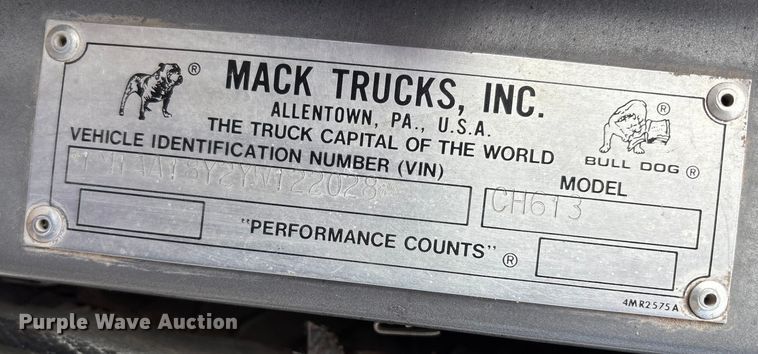 MACK TRUCKS, INC.
ALLENTOWN, PA., U.S.A.
THE TRUCK CAPITAL OF THE WORLD
BULL DOG ®
VEHICLE IDENTIFICATION NUMBER (VIN)
MODEL
CH613
"PERFORMANCE COUNTS" ®
4MR2575A
Purple Wave Auction